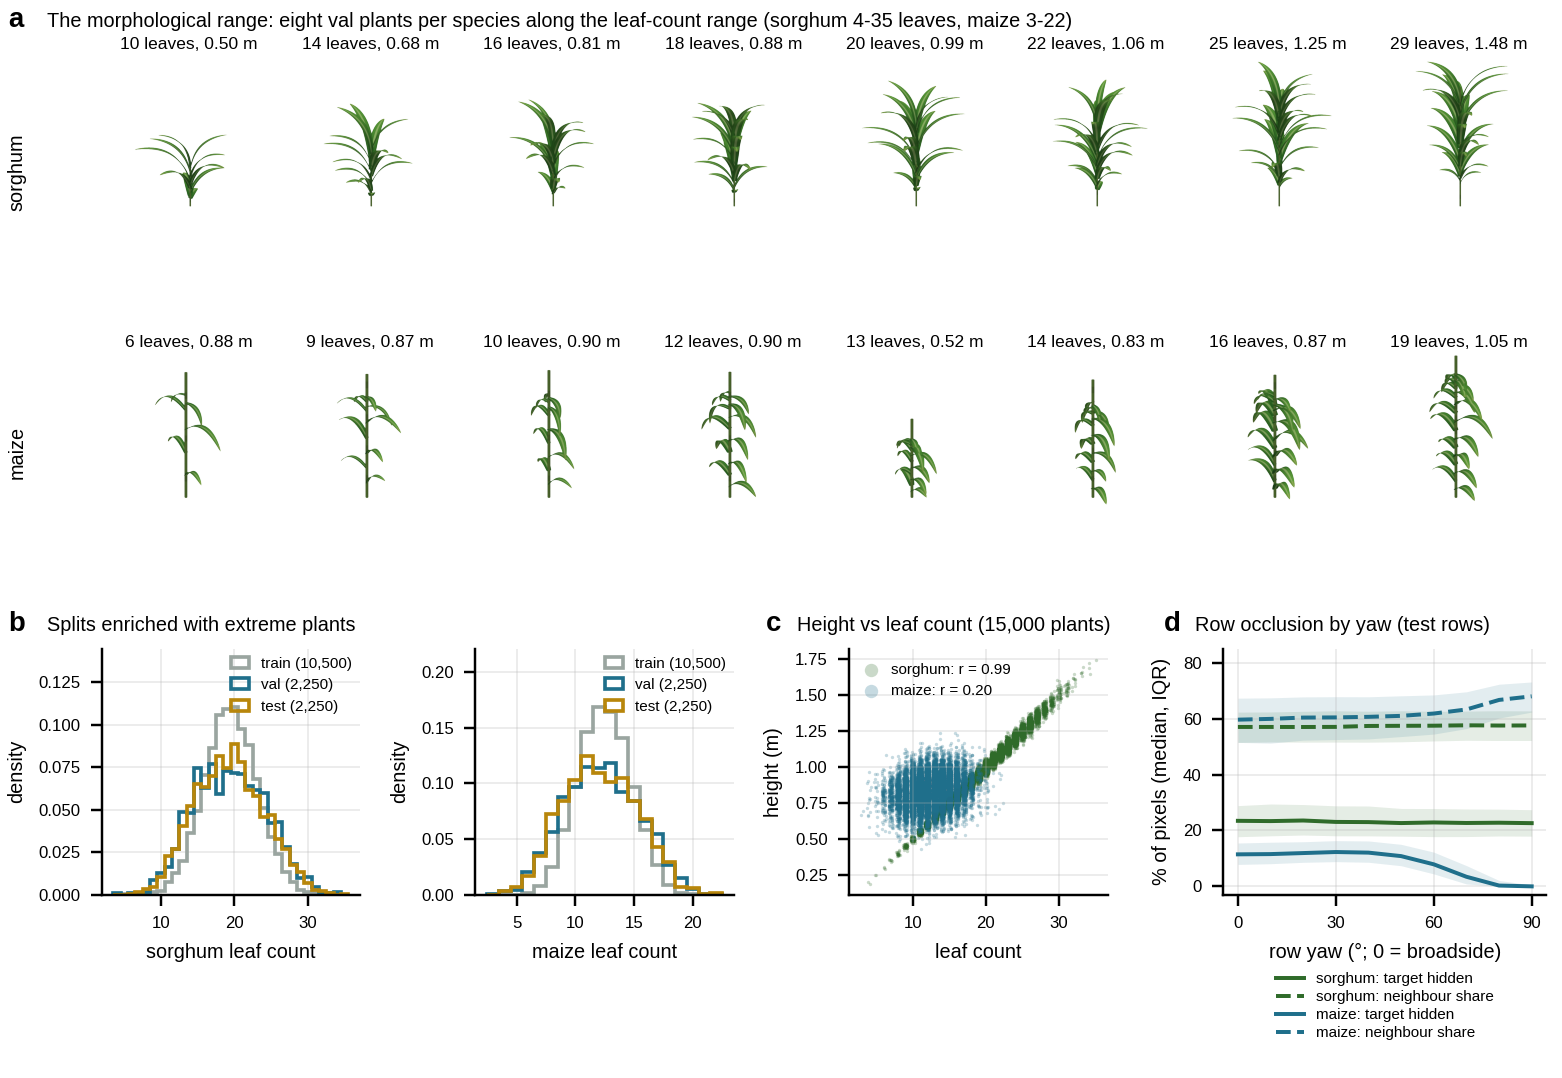 a The morphological range: eight val plants per species along the leaf-count range (sorghum 4-35 leaves, maize 3-22)
10 leaves, 0.50 m 14 leaves, 0.68 m 16 leaves, 0.81 m 18 leaves, 0.88 m 20 leaves, 0.99 m 22 leaves, 1.06 m 25 leaves, 1.25 m 29 leaves, 1.48 m
sorghum
6 leaves, 0.88 m 9 leaves, 0.87 m 10 leaves, 0.90 m 12 leaves, 0.90 m 13 leaves, 0.52 m 14 leaves, 0.83 m 16 leaves, 0.87 m 19 leaves, 1.05 m
maize
b Splits enriched with extreme plants
train (10,500)
val (2,250)
test (2,250)
0.125
0.100
0.075
0.050
0.025
0.000
density
10 20 30
sorghum leaf count
train (10,500)
val (2,250)
test (2,250)
0.20
0.15
0.10
0.05
0.00
density
5 10 15 20
maize leaf count
c Height vs leaf count (15,000 plants)
sorghum: r = 0.99
maize: r = 0.20
1.75
1.50
1.25
1.00
0.75
0.50
0.25
height (m)
10 20 30
leaf count
d Row occlusion by yaw (test rows)
80
60
40
20
0
% of pixels (median, IQR)
0 30 60 90
row yaw (°; 0 = broadside)
sorghum: target hidden
sorghum: neighbour share
maize: target hidden
maize: neighbour share